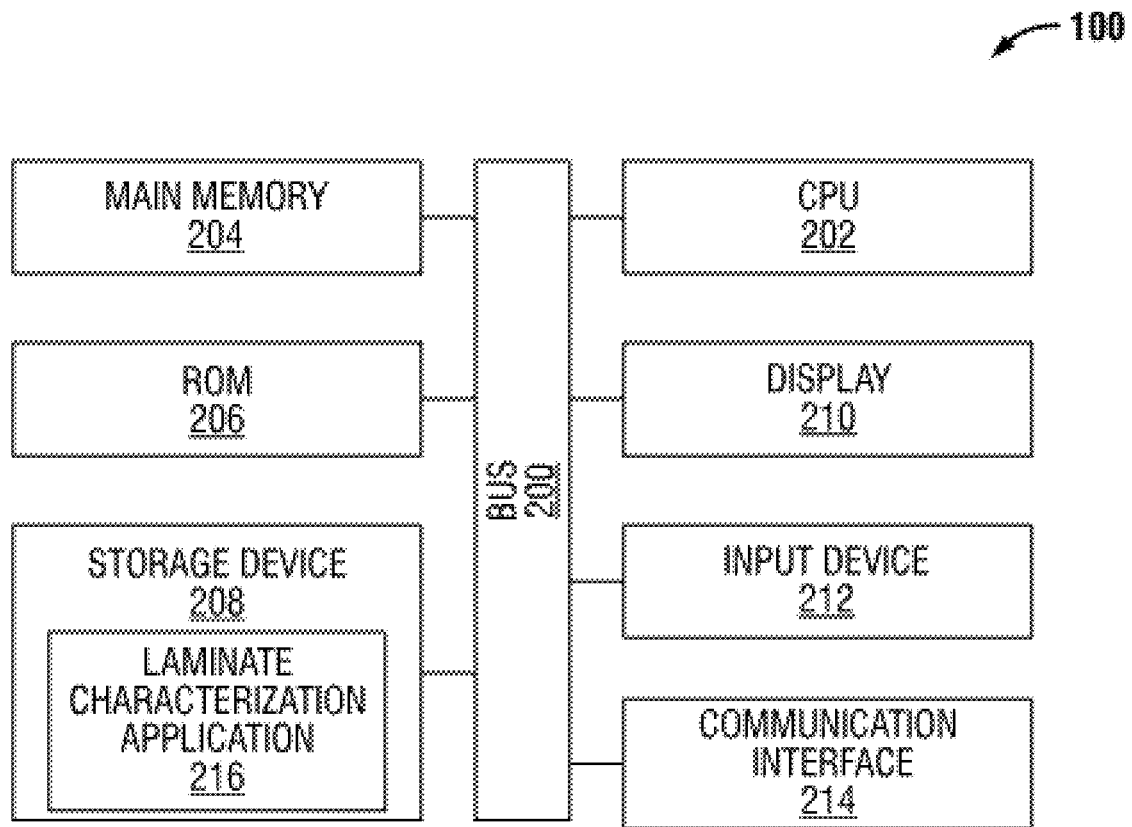 100
MAIN MEMORY
204
CPU
202
ROM
206
DISPLAY
210
BUS
200
STORAGE DEVICE
208
INPUT DEVICE
212
LAMINATE
CHARACTERIZATION
APPLICATION
216
COMMUNICATION
INTERFACE
214